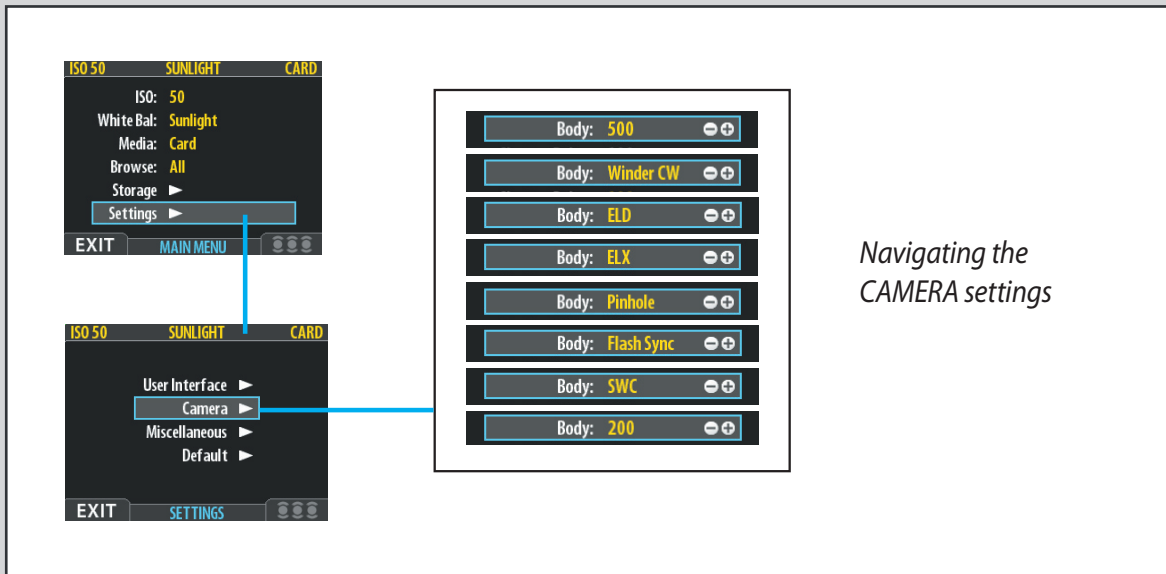 ISO 50 SUNLIGHT CARD
ISO: 50
White Bal: Sunlight
Media: Card
Browse: All
Storage
Settings
EXIT MAIN MENU
ISO 50 SUNLIGHT CARD
User Interface
Camera
Miscellaneous
Default
EXIT SETTINGS
Body: 500
Body: Winder CW
Body: ELD
Body: ELX
Body: Pinhole
Body: Flash Sync
Body: SWC
Body: 200
Navigating the
CAMERA settings